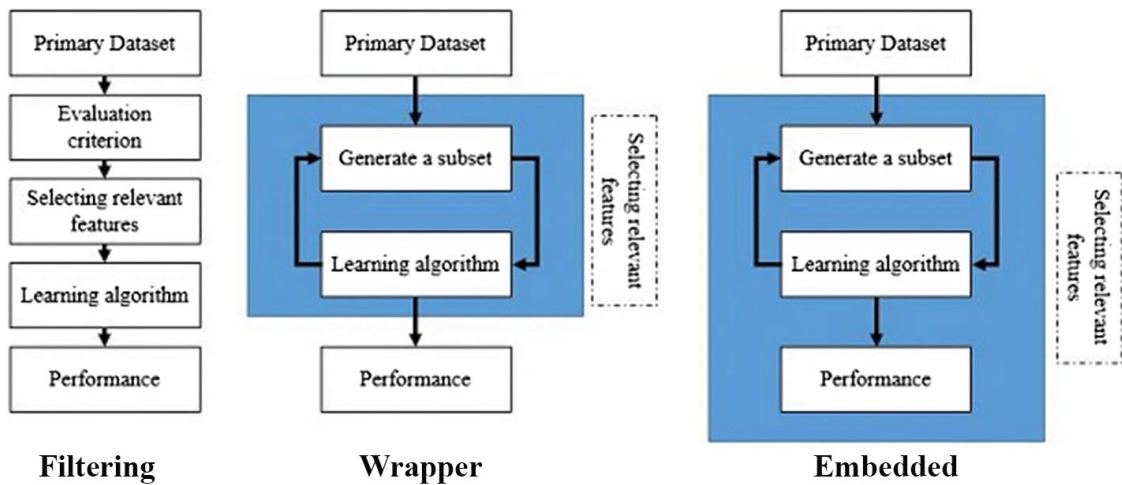 Primary Dataset
Evaluation
criterion
Selecting relevant
features
Learning algorithm
Performance
Filtering
Primary Dataset
Generate a subset
Learning algorithm
Selecting relevant
features
Performance
Wrapper
Primary Dataset
Generate a subset
Learning algorithm
Performance
Selecting relevant
features
Embedded